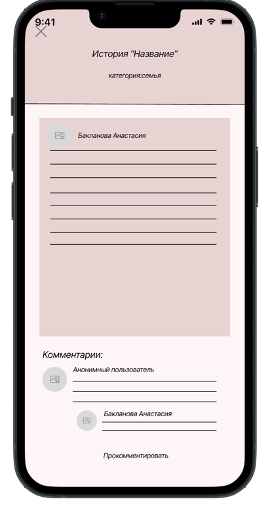 9:41
История "Название"
категория:семья
Бакланова Анастасия
Комментарии:
Анонимный пользователь
Бакланова Анастасия
Прокомментировать